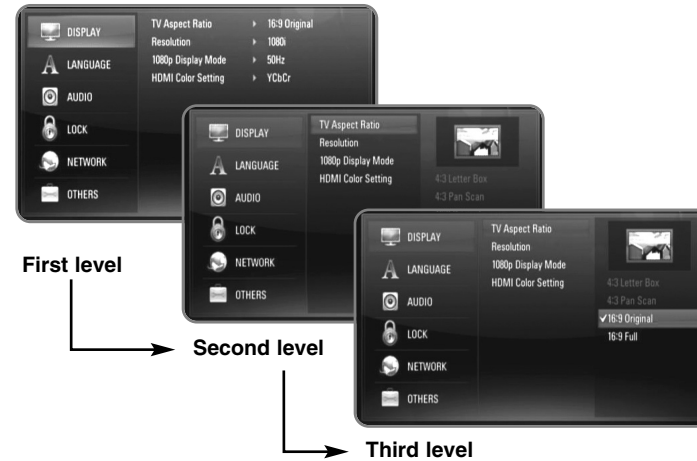 DISPLAY
LANGUAGE
AUDIO
LOCK
NETWORK
OTHERS
TV Aspect Ratio 16:9 Original
Resolution 1080i
1080p Display Mode 50Hz
HDMI Color Setting YCbCr
First level
DISPLAY
LANGUAGE
AUDIO
LOCK
NETWORK
OTHERS
TV Aspect Ratio
Resolution
1080p Display Mode
HDMI Color Setting
4:3 Letter Box
4:3 Pan Scan
Second level
DISPLAY
LANGUAGE
AUDIO
LOCK
NETWORK
OTHERS
TV Aspect Ratio
Resolution
1080p Display Mode
HDMI Color Setting
4:3 Letter Box
4:3 Pan Scan
✓16:9 Original
16:9 Full
Third level